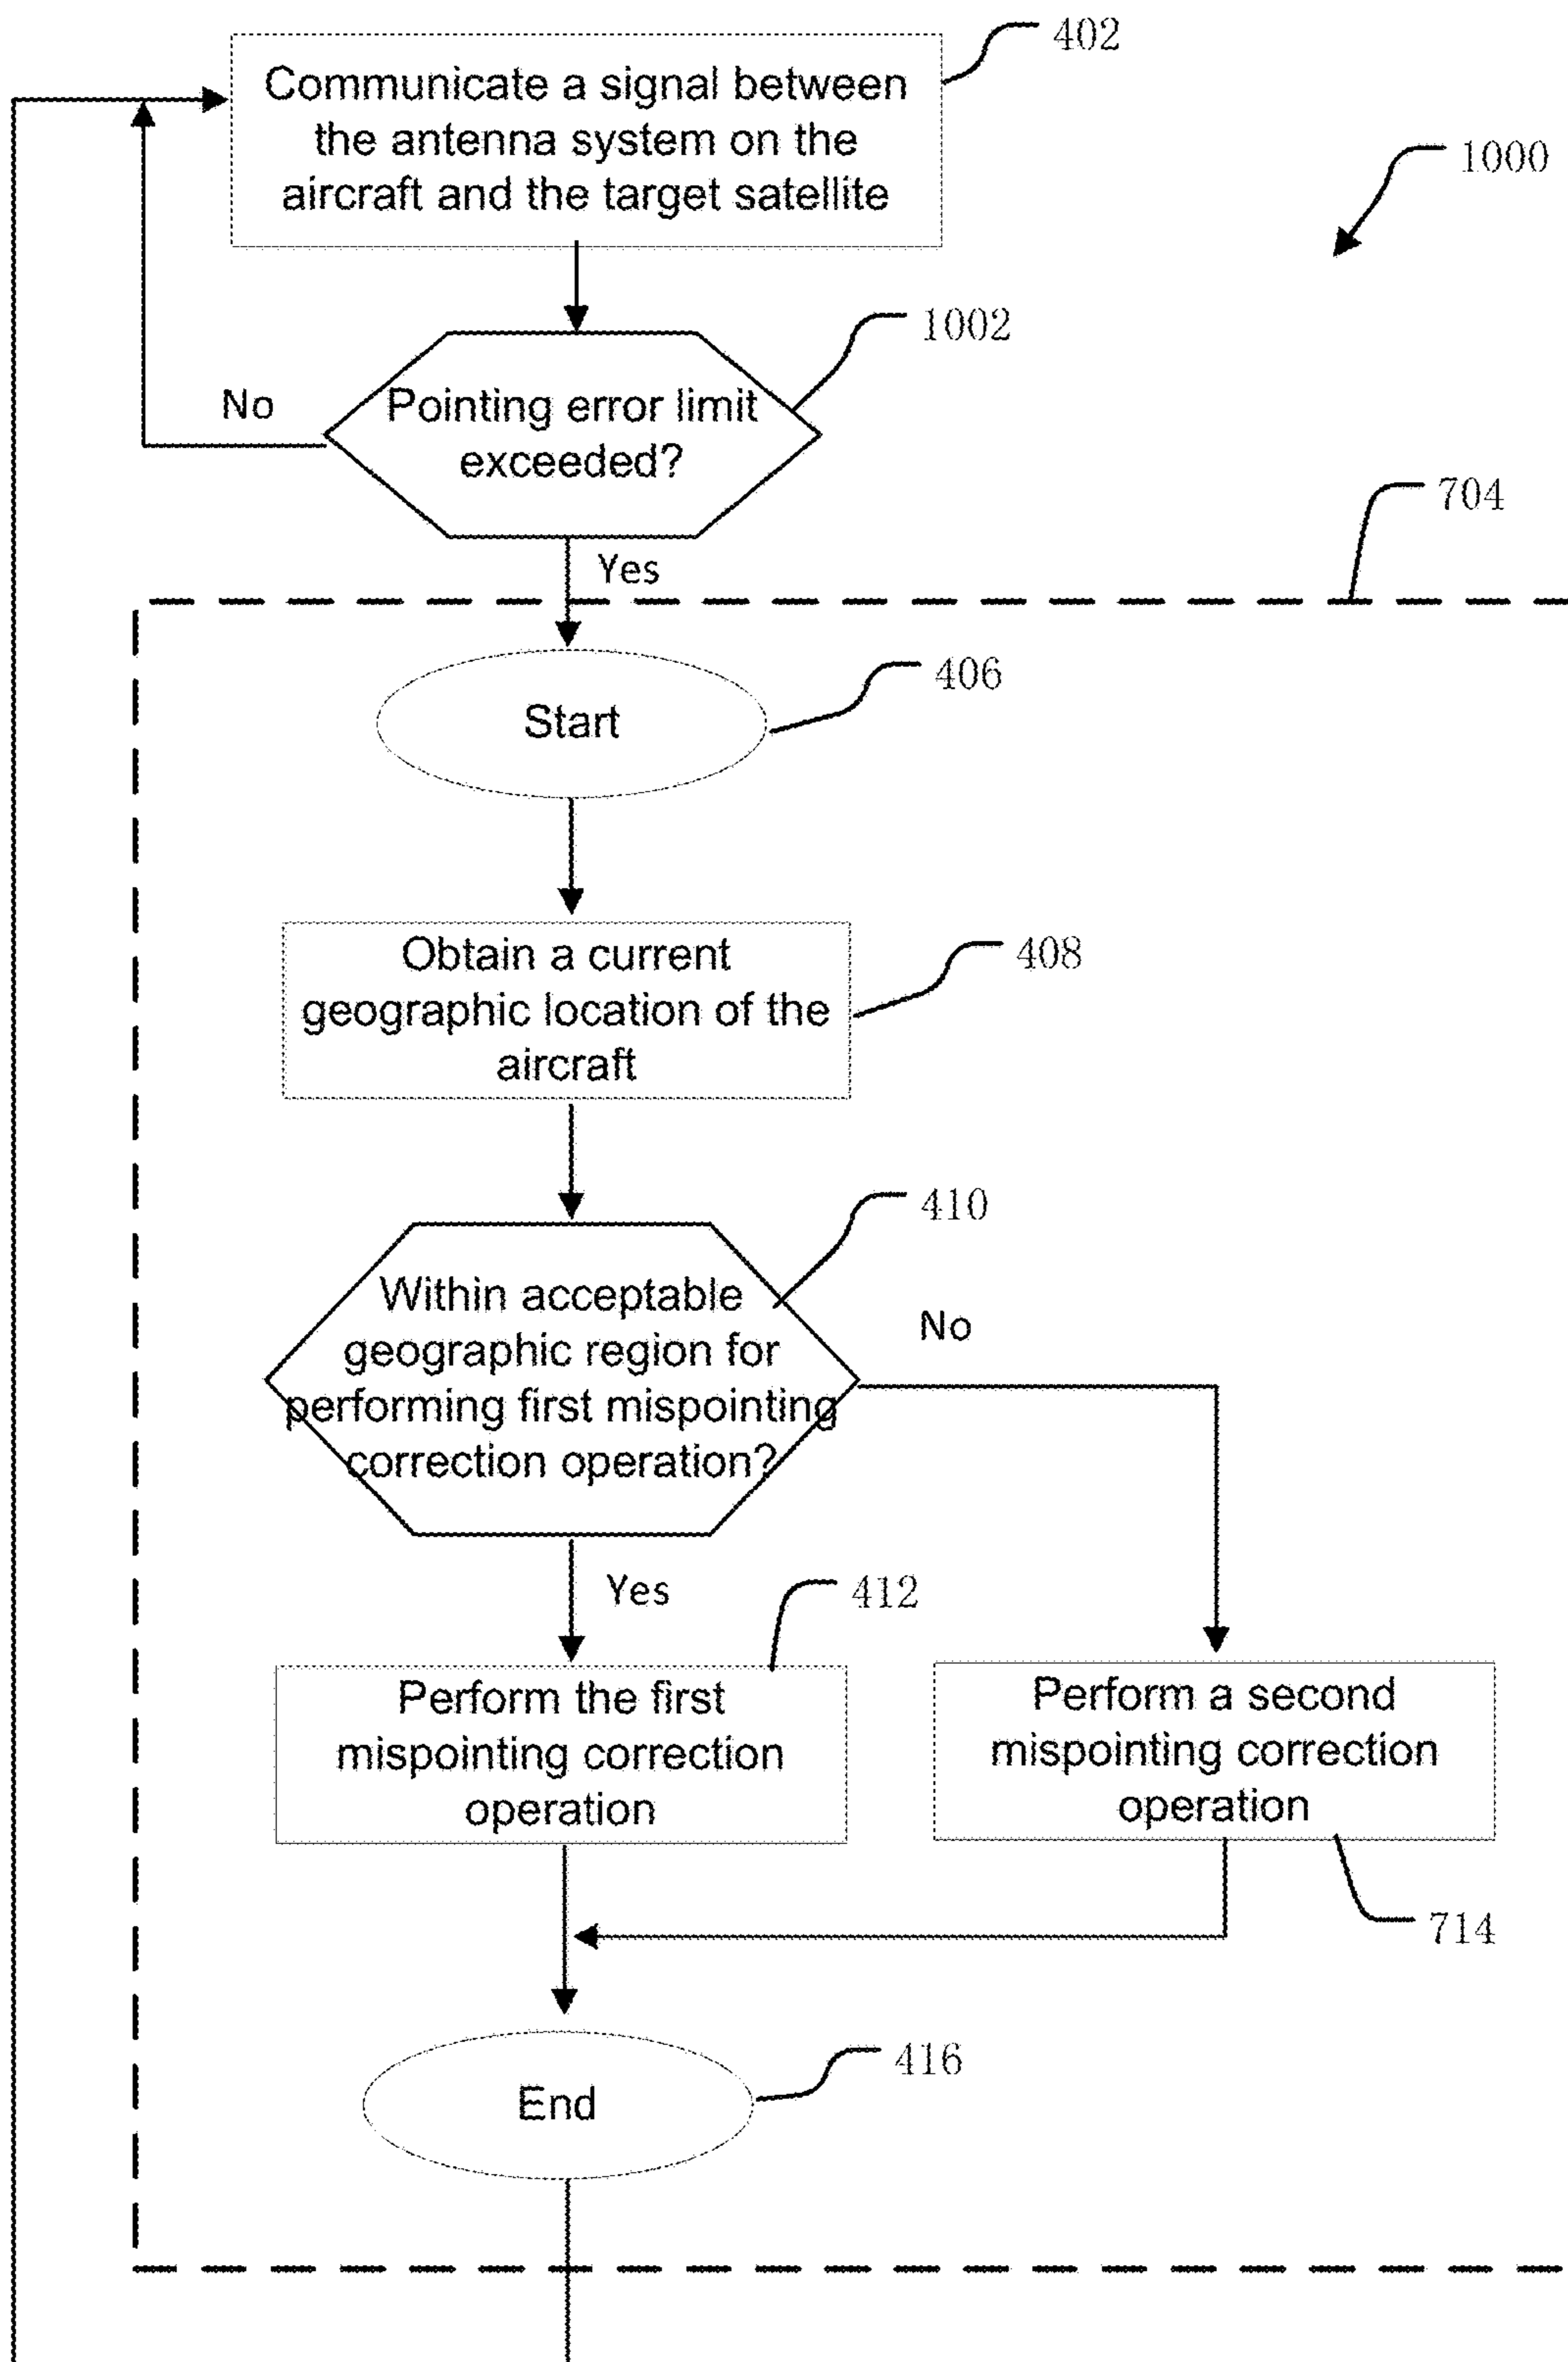 402
Communicate a signal between
the antenna system on the
aircraft and the target satellite
1000
1002
Pointing error limit
exceeded?
No
Yes
704
406
Start
408
Obtain a current
geographic location of the
aircraft
410
Within acceptable
geographic region for
performing first mispointing
correction operation?
No
Yes
412
Perform the first
mispointing correction
operation
Perform a second
mispointing correction
operation
714
416
End